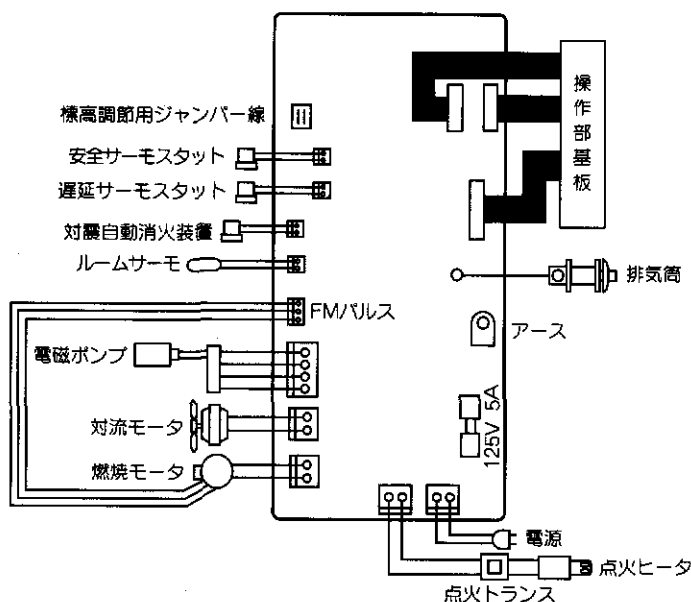 操作部基板
標高調節用ジャンパー線
安全サーモスタット
遅延サーモスタット
対震自動消火装置
ルームサーモ
排気筒
FMパルス
アース
電磁ポンプ
125V 5A
対流モータ
燃焼モータ
電源
点火ヒータ
点火トランス